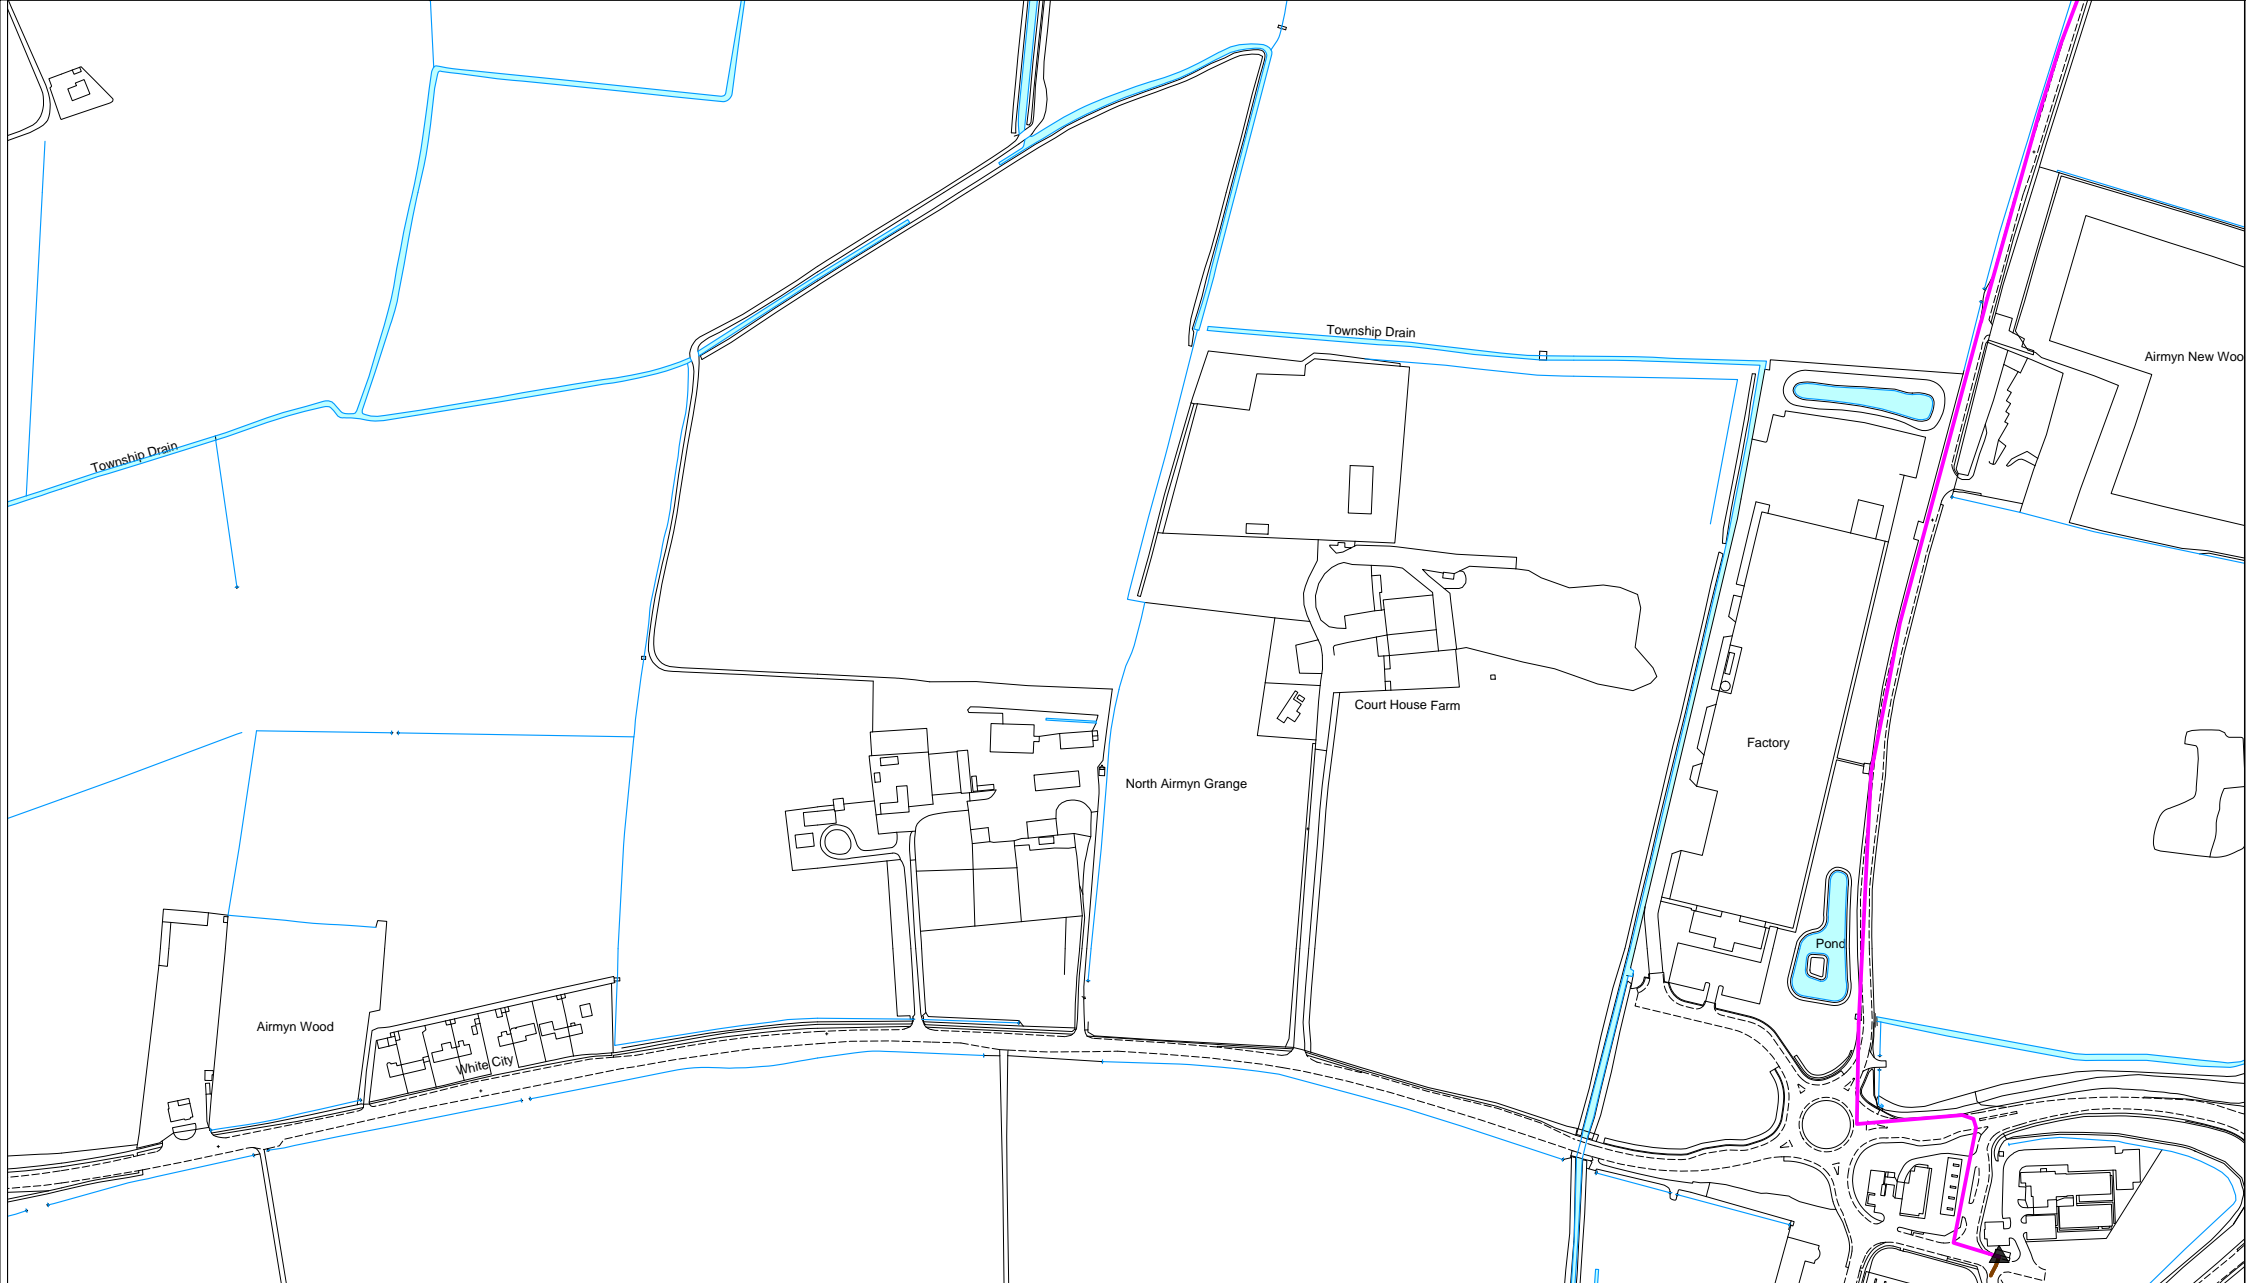 Township Drain
Airmyn New Woo
Township Drain
Court House Farm
Factory
North Airmyn Grange
Pond
Airmyn Wood
White City